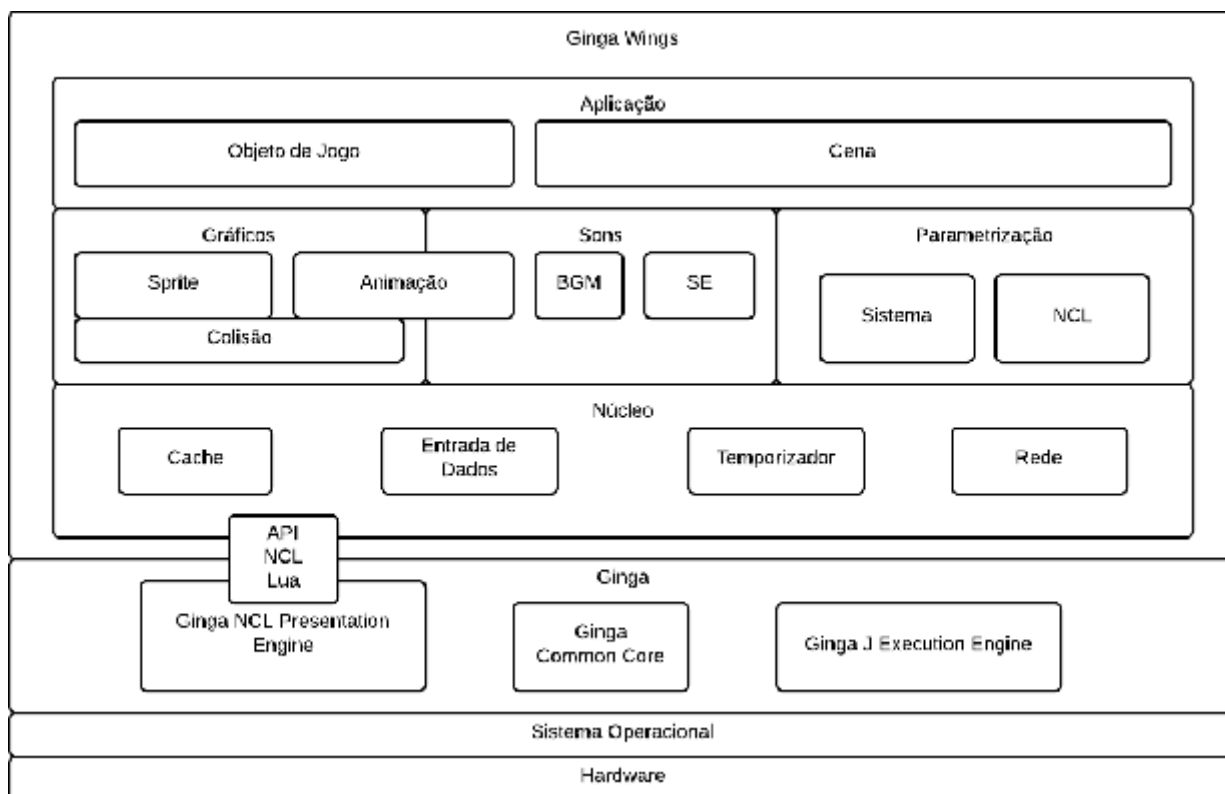 Ginga Wings
Aplicação
Objeto de Jogo
Cena
Gráficos
Sons
Parametrização
Sprite
Animação
BGM
SE
Sistema
NCL
Colisão
Núcleo
Cache
Entrada de
Dados
Temporizador
Rede
API
NCL
Lua
Ginga
Ginga NCL Presentation
Engine
Ginga
Common Core
Ginga J Execution Engine
Sistema Operacional
Hardware